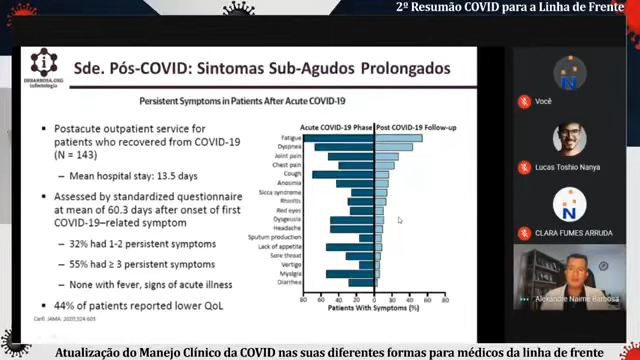 2º Resumão COVID para a Linha de Frente
DEBARBOSA.ORG
infectologia
Sde. Pós-COVID: Sintomas Sub-Agudos Prolongados
Persistent Symptoms in Patients After Acute COVID-19
Postacute outpatient service for
patients who recovered from COVID-19
(N = 143)
– Mean hospital stay: 13.5 days
Assessed by standardized questionnaire
at mean of 60.3 days after onset of first
COVID-19–related symptom
– 32% had 1-2 persistent symptoms
– 55% had ≥ 3 persistent symptoms
– None with fever, signs of acute illness
44% of patients reported lower QoL
Carfì. JAMA. 2020;324:603
Acute COVID-19 Phase
Post COVID-19 Follow-up
Fatigue
Dyspnea
Joint pain
Chest pain
Cough
Anosmia
Sicca syndrome
Rhinitis
Red eyes
Dysgeusia
Headache
Sputum production
Lack of appetite
Sore throat
Vertigo
Myalgia
Diarrhea
80 60 40 20 0 20 40 60 80
Patients With Symptoms (%)
Você
Lucas Toshio Nanya
N
CLARA FUMES ARRUDA
Alexandre Naime Barbosa
Atualização do Manejo Clínico da COVID nas suas diferentes formas para médicos da linha de frente